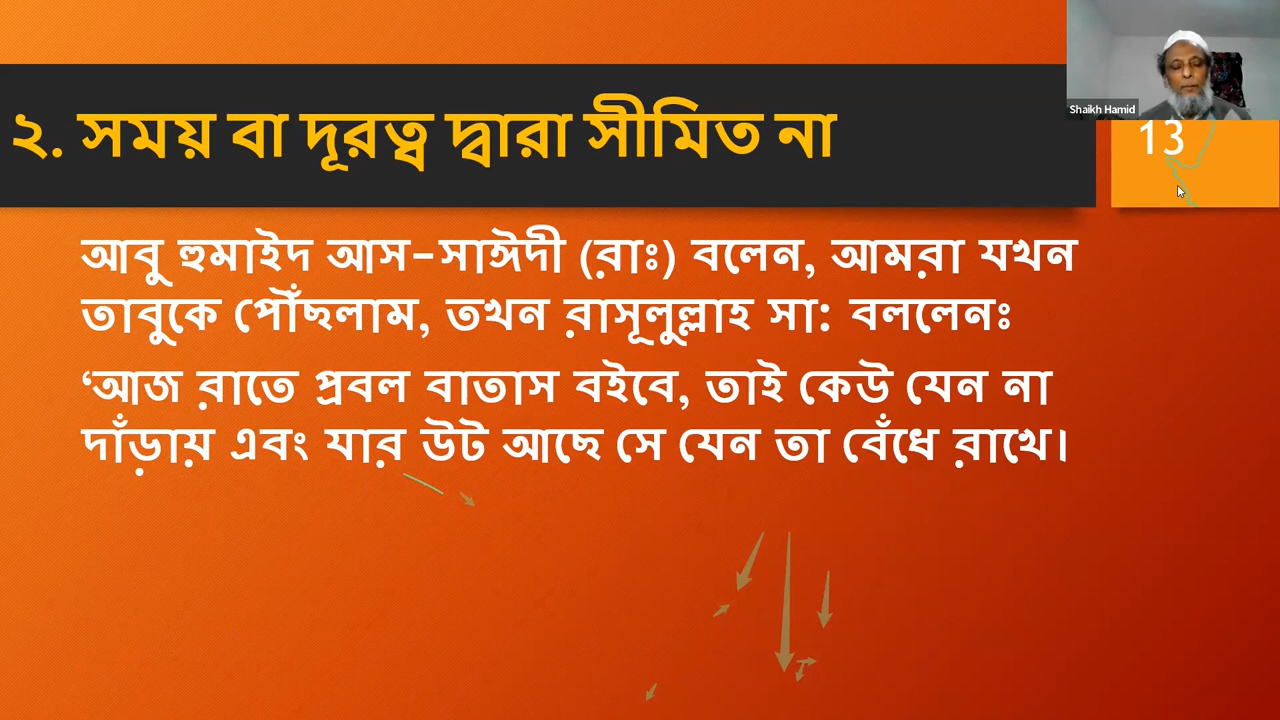 ২. সময় বা দূরত্ব দ্বারা সীমিত না
Shaikh Hamid
13
আবু হুমাইদ আস-সাঈদী (রাঃ) বলেন, আমরা যখন
তাবুকে পৌঁছলাম, তখন রাসূলুল্লাহ সা: বললেনঃ
‘আজ রাতে প্রবল বাতাস বইবে, তাই কেউ যেন না
দাঁড়ায় এবং যার উট আছে সে যেন তা বেঁধে রাখে।